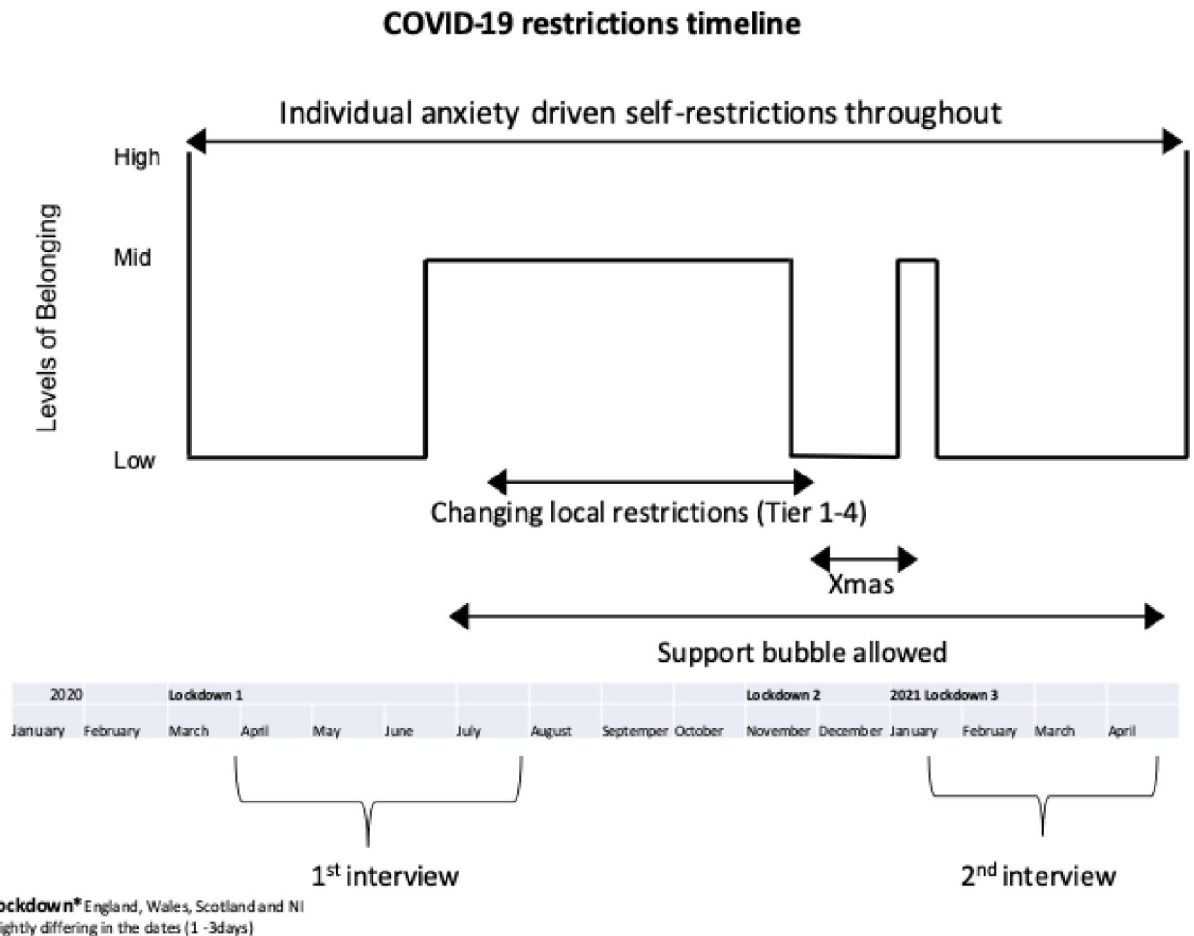 COVID-19 restrictions timeline
Individual anxiety driven self-restrictions throughout
High
Mid
Low
Levels of Belonging
Changing local restrictions (Tier 1-4)
Xmas
Support bubble allowed
2020 Lockdown 1 Lockdown 2 2021 Lockdown 3
January February March April May June July August Septemper October November December January February March April
1st interview
2nd interview
ockdown* England, Wales, Scotland and NI
ightly differing in the dates (1 -3days)